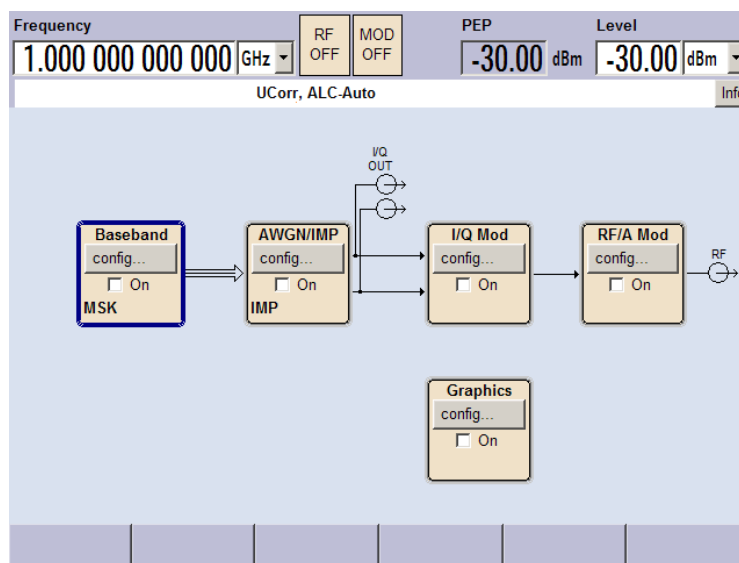 Frequency
RF OFF
MOD OFF
PEP
Level
1.000 000 000 000 GHz
-30.00 dBm
-30.00 dBm
UCorr, ALC-Auto
I/Q
OUT
Baseband
config...
On
MSK
AWGN/IMP
config...
On
IMP
I/Q Mod
config...
On
RF/A Mod
config...
On
RF
Graphics
config...
On